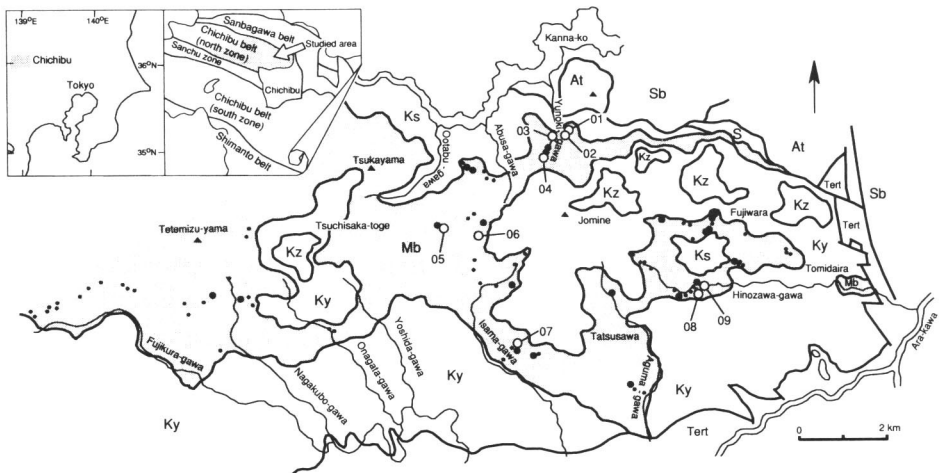 139°E
140°E
Chichibu
Tokyo
36°N
35°N
Sanbagawa belt
Chichibu belt
(north zone)
Studied area
Sanchu zone
Chichibu
Chichibu belt
(south zone)
Shimanto belt
Kanna-ko
At
Sb
Ks
Ootabu-gawa
Abusa-gawa
Yunoki-gawa
01
03
02
04
S
At
Tsukayama
Kz
Kz
Kz
Kz
Tert
Sb
Tert
Jomine
Fujiwara
Tsuchisaka-toge
Tetemizu-yama
Kz
Mb
05
06
Ks
Ky
Tomidaira
Mb
Ky
Hinozawa-gawa
08
09
07
Tatsusawa
Isama-gawa
Yoshida-gawa
Onagata-gawa
Nagakubo-gawa
Fujikura-gawa
Aguma-gawa
Ara-kawa
Ky
Ky
Ky
Tert
0 2 km